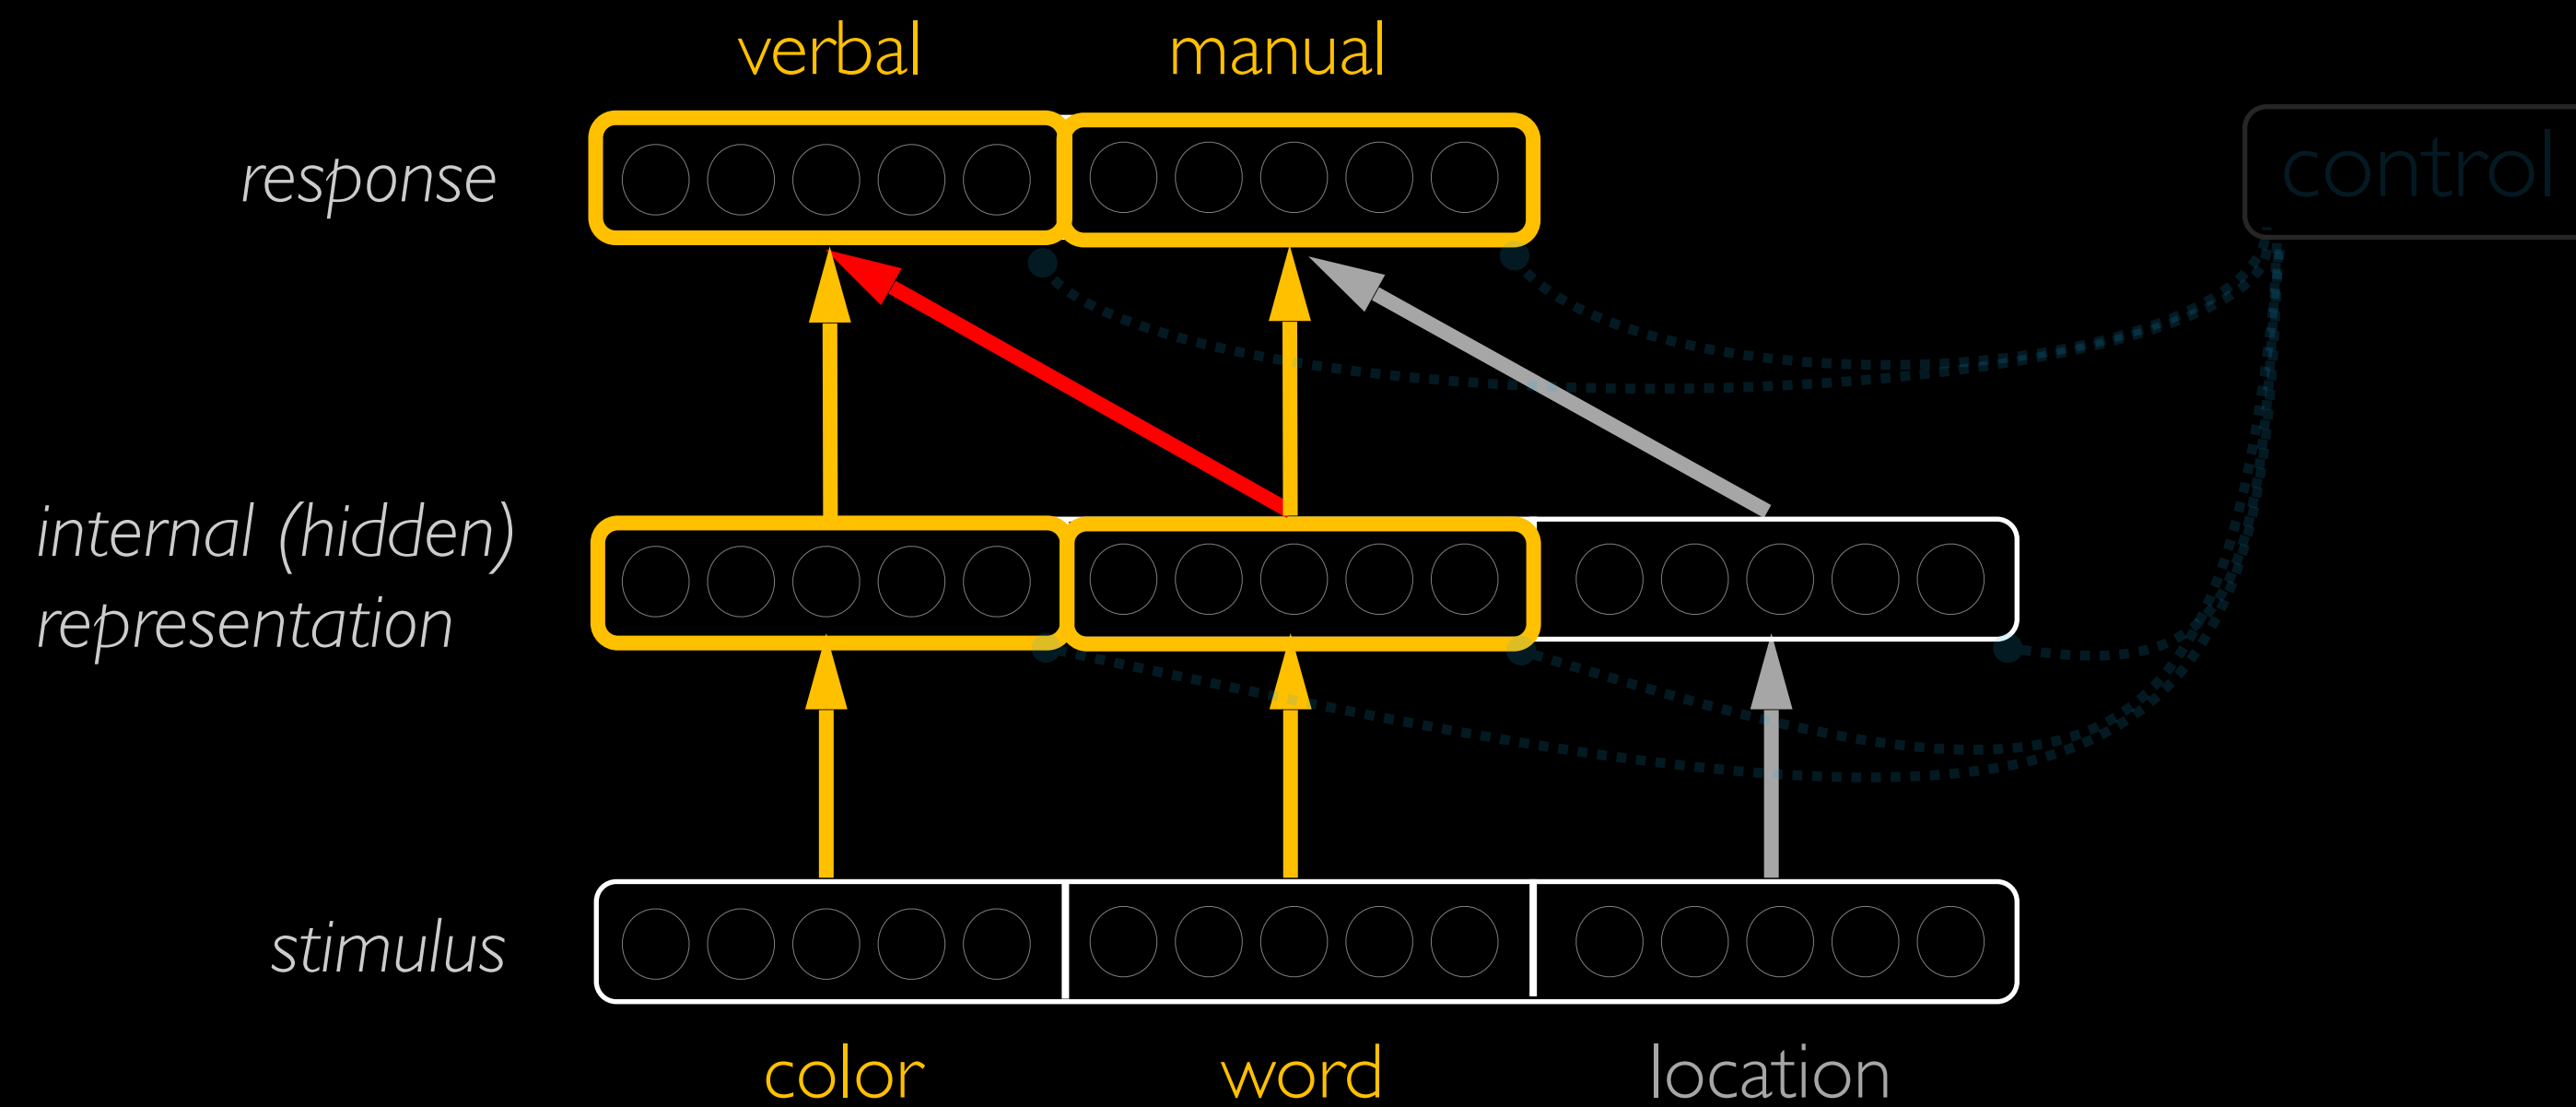 verbal
manual
response
control
internal (hidden)
representation
stimulus
color
word
location